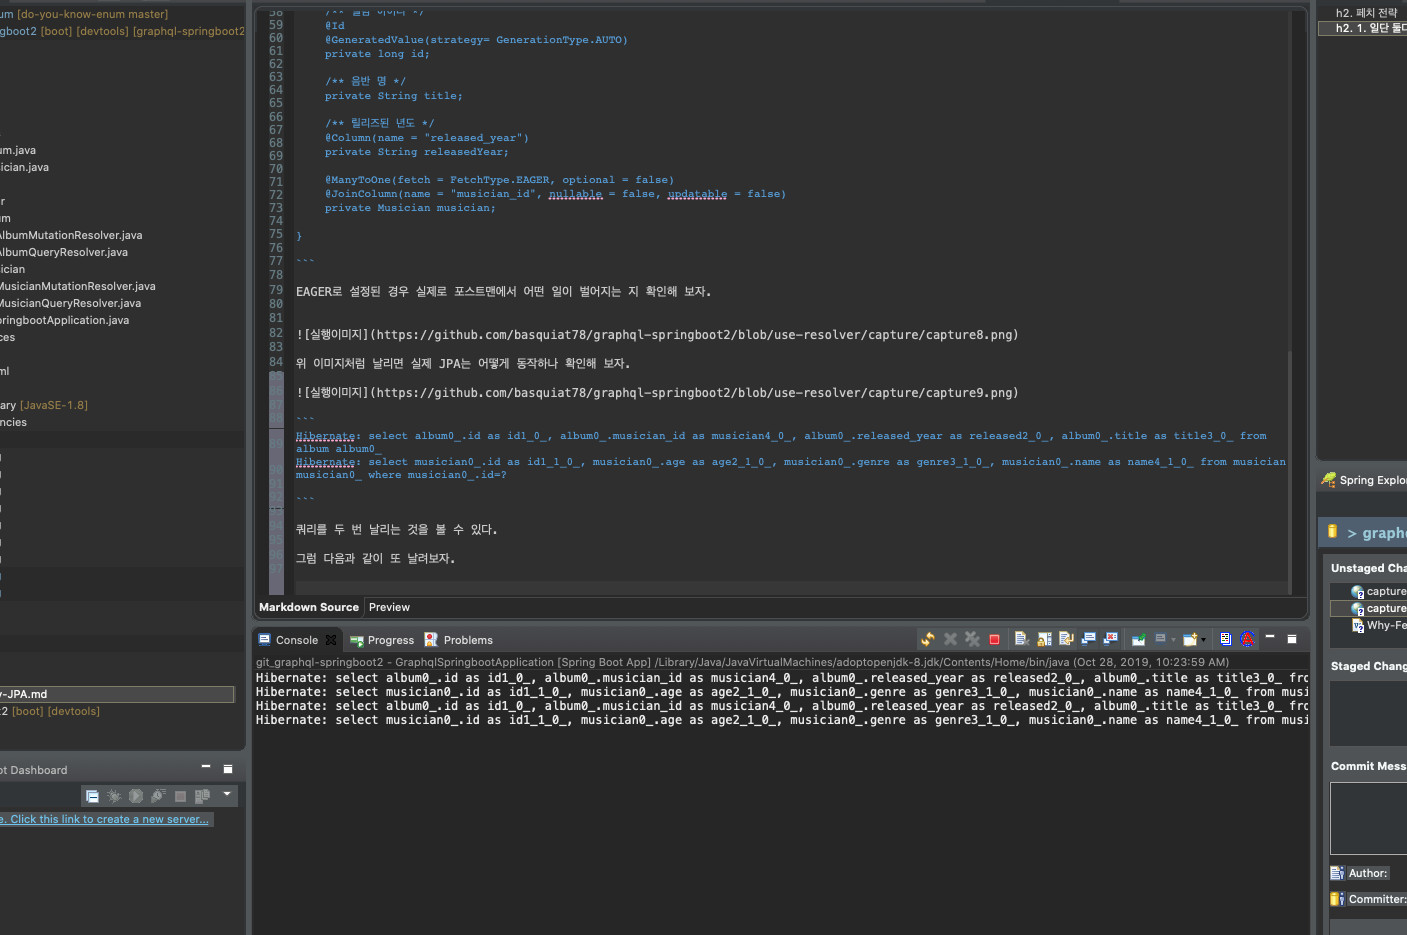 um [do-you-know-enum master]
gboot2 [boot] [devtools] [graphql-springboot2
um.java
ician.java
r
um
AlbumMutationResolver.java
AlbumQueryResolver.java
ician
MusicianMutationResolver.java
MusicianQueryResolver.java
pringbootApplication.java
ces
ml
ary [JavaSE-1.8]
encies
y-JPA.md
t2 [boot] [devtools]
ot Dashboard
e. Click this link to create a new server...
58
59 @Id
60 @GeneratedValue(strategy= GenerationType.AUTO)
61 private long id;
62
63 /** 음반 명 */
64 private String title;
65
66 /** 릴리즈된 년도 */
67 @Column(name = "released_year")
68 private String releasedYear;
69
70 @ManyToOne(fetch = FetchType.EAGER, optional = false)
71 @JoinColumn(name = "musician_id", nullable = false, updatable = false)
72 private Musician musician;
73
74
75 }
76
77 ```
78
79 EAGER로 설정된 경우 실제로 포스트맨에서 어떤 일이 벌어지는 지 확인해 보자.
80
81
82 ![실행이미지](https://github.com/basquiat78/graphql-springboot2/blob/use-resolver/capture/capture8.png)
83
84 위 이미지처럼 날리면 실제 JPA는 어떻게 동작하나 확인해 보자.
![실행이미지](https://github.com/basquiat78/graphql-springboot2/blob/use-resolver/capture/capture9.png)
```
Hibernate: select album0_.id as id1_0_, album0_.musician_id as musician4_0_, album0_.released_year as released2_0_, album0_.title as title3_0_ from
album album0_
Hibernate: select musician0_.id as id1_1_0_, musician0_.age as age2_1_0_, musician0_.genre as genre3_1_0_, musician0_.name as name4_1_0_ from musician
musician0_ where musician0_.id=?
```
쿼리를 두 번 날리는 것을 볼 수 있다.
그럼 다음과 같이 또 날려보자.
Markdown Source Preview
Console Progress Problems
git_graphql-springboot2 - GraphqlSpringbootApplication [Spring Boot App] /Library/Java/JavaVirtualMachines/adoptopenjdk-8.jdk/Contents/Home/bin/java (Oct 28, 2019, 10:23:59 AM)
Hibernate: select album0_.id as id1_0_, album0_.musician_id as musician4_0_, album0_.released_year as released2_0_, album0_.title as title3_0_ fro
Hibernate: select musician0_.id as id1_1_0_, musician0_.age as age2_1_0_, musician0_.genre as genre3_1_0_, musician0_.name as name4_1_0_ from musi
Hibernate: select album0_.id as id1_0_, album0_.musician_id as musician4_0_, album0_.released_year as released2_0_, album0_.title as title3_0_ fro
Hibernate: select musician0_.id as id1_1_0_, musician0_.age as age2_1_0_, musician0_.genre as genre3_1_0_, musician0_.name as name4_1_0_ from musi
h2. 페치 전략
h2. 1. 일단 둘다
Spring Explor
> graph
Unstaged Cha
capture
capture
Why-Fe
Staged Chang
Commit Mess
Author:
Committer: